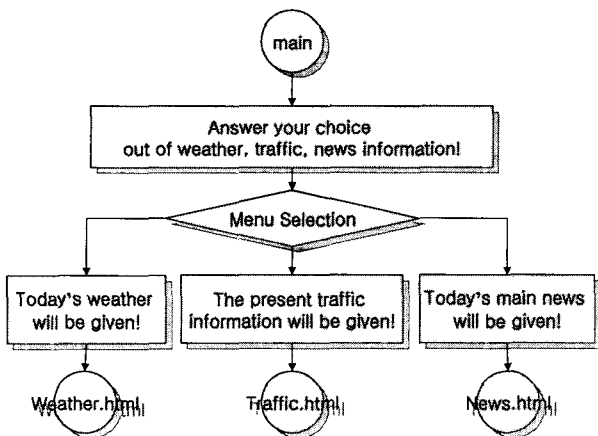 main
Answer your choice
out of weather, traffic, news information!
Menu Selection
Today's weather
will be given!
The present traffic
information will be given!
Today's main news
will be given!
Weather.html
Traffic.html
News.html